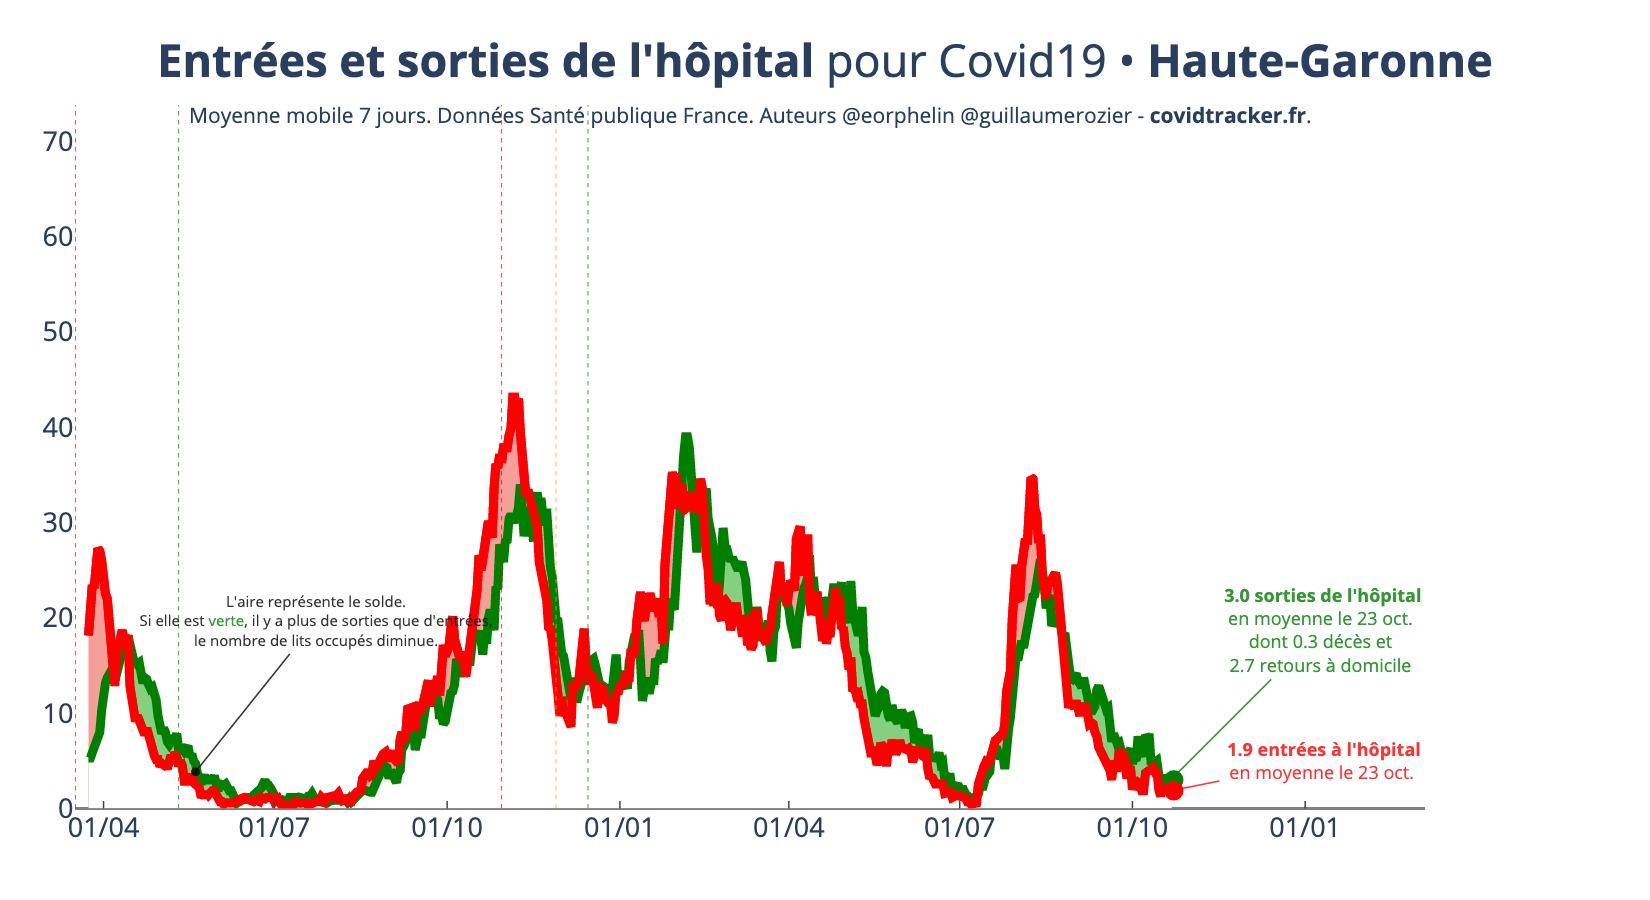 Entrées et sorties de l'hôpital pour Covid19 • Haute-Garonne
Moyenne mobile 7 jours. Données Santé publique France. Auteurs @eorphelin @guillaumerozier - covidtracker.fr.
70
60
50
40
30
20
10
0
L'aire représente le solde.
Si elle est verte, il y a plus de sorties que d'entrées,
le nombre de lits occupés diminue.
3.0 sorties de l'hôpital
en moyenne le 23 oct.
dont 0.3 décès et
2.7 retours à domicile
1.9 entrées à l'hôpital
en moyenne le 23 oct.
01/04
01/07
01/10
01/01
01/04
01/07
01/10
01/01